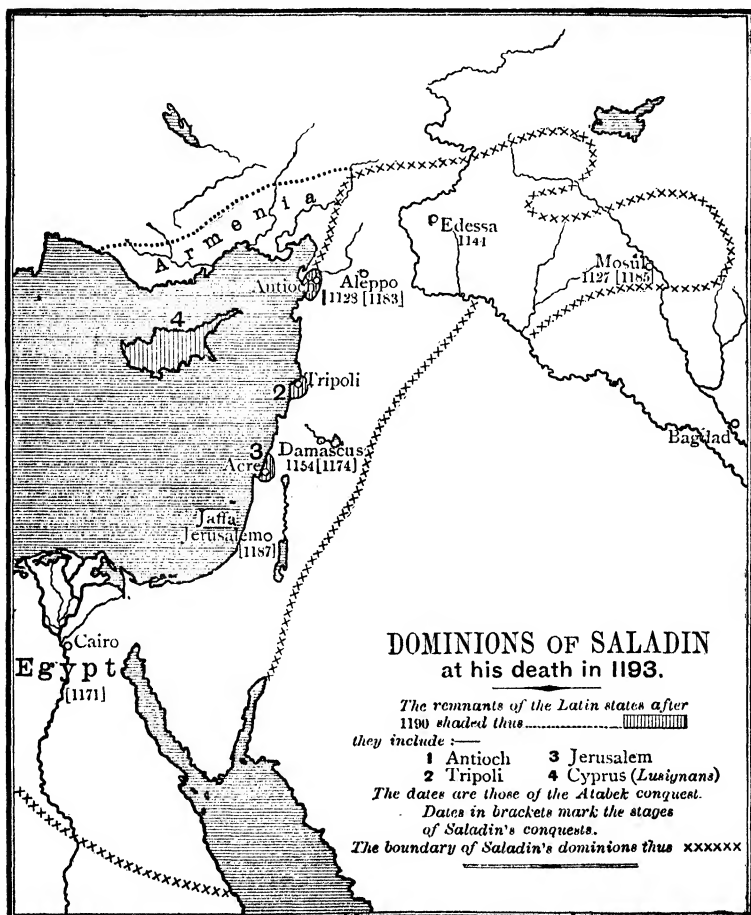 Armenia
Edessa
1144
Mosul
1127 [1185]
Antioch
1
Aleppo
1128 [1183]
4
2
Tripoli
Bagdad
3
Acre
Damascus
1154 [1174]
Jaffa
Jerusalem
[1187]
Cairo
Egypt
[1171]
DOMINIONS OF SALADIN
at his death in 1193.
The remnants of the Latin states after
1190 shaded thus
they include :—
1 Antioch 3 Jerusalem
2 Tripoli 4 Cyprus (Lusignans)
The dates are those of the Atabek conquest.
Dates in brackets mark the stages
of Saladin's conquests.
The boundary of Saladin's dominions thus xxxxxx